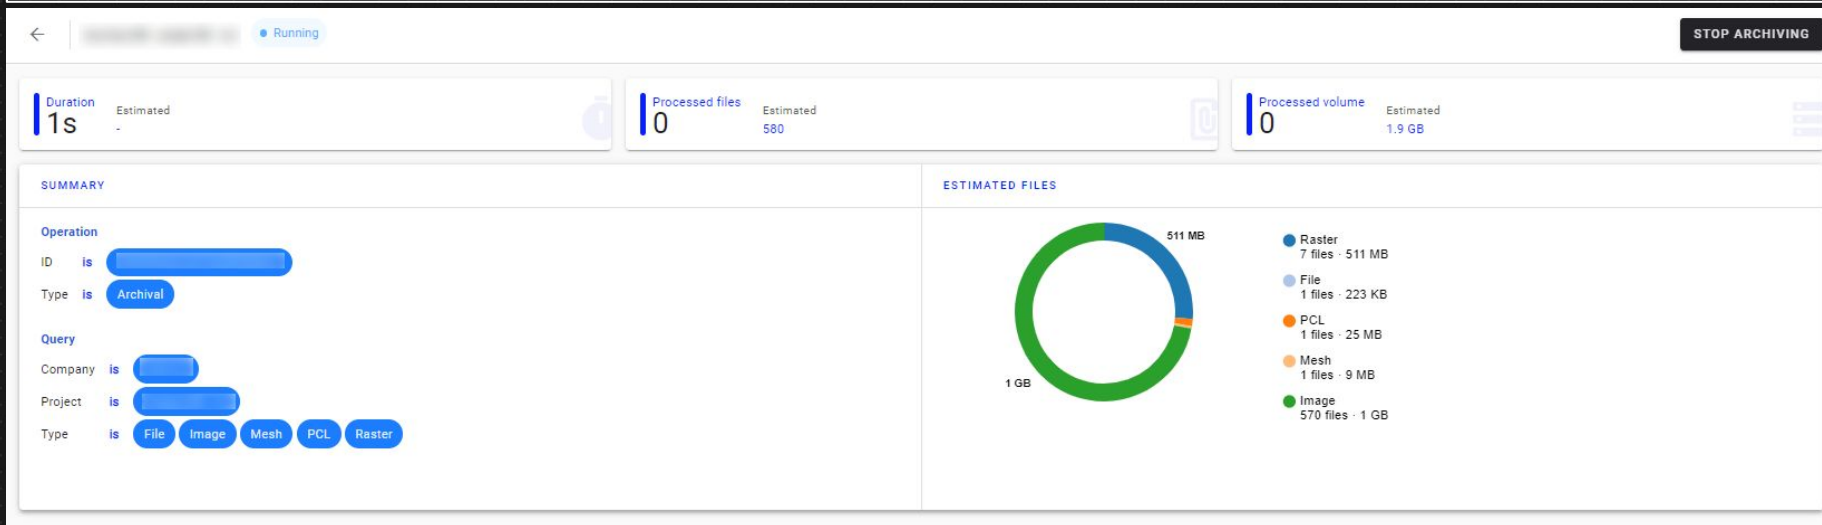 Running
STOP ARCHIVING
Duration
1s
Estimated
-
Processed files
0
Estimated
580
Processed volume
0
Estimated
1.9 GB
SUMMARY
Operation
ID is
Type is Archival
Query
Company is
Project is
Type is File Image Mesh PCL Raster
ESTIMATED FILES
511 MB
1 GB
Raster
7 files · 511 MB
File
1 files · 223 KB
PCL
1 files · 25 MB
Mesh
1 files · 9 MB
Image
570 files · 1 GB